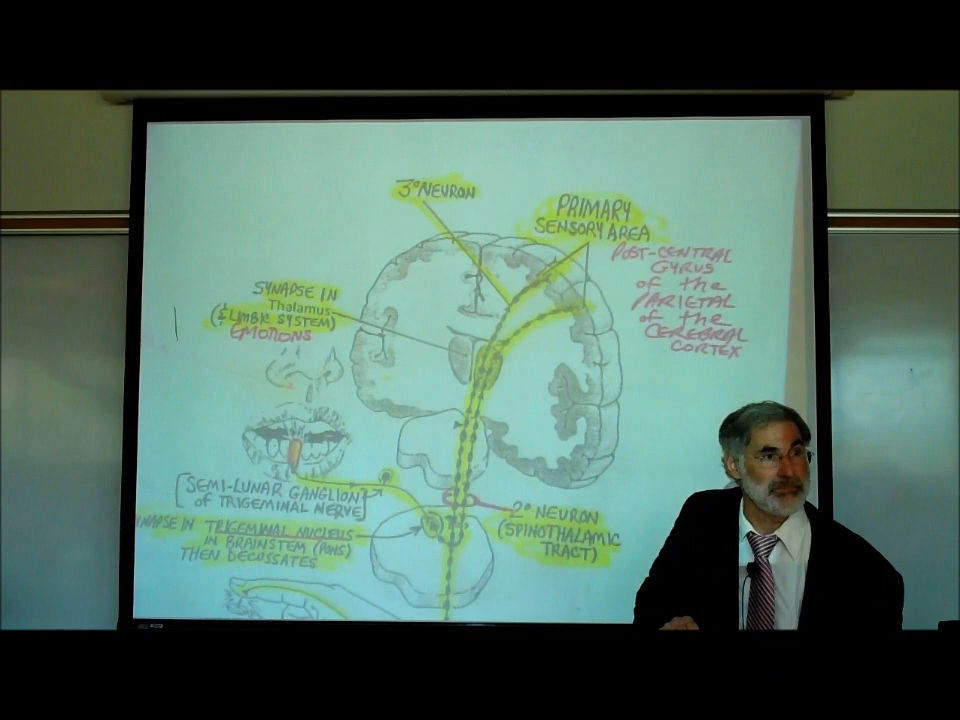 3° NEURON
PRIMARY
SENSORY AREA
POST-CENTRAL
GYRUS
of the
PARIETAL
of the
CEREBRAL
CORTEX
SYNAPSE IN
Thalamus
(& LIMBIC SYSTEM)
EMOTIONS
[SEMI-LUNAR GANGLION
of TRIGEMINAL NERVE]
IN TRIGEMINAL NUCLEUS
IN BRAINSTEM (PONS)
THEN DECUSSATES
2° NEURON
(SPINOTHALAMIC
TRACT)